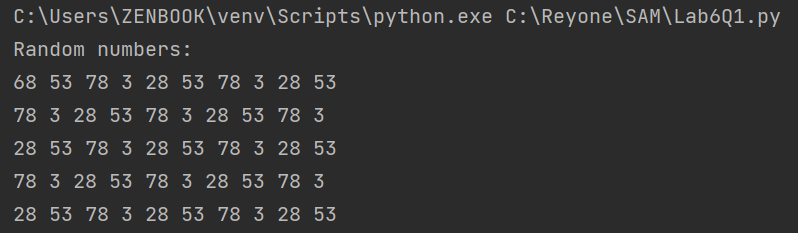 C:\Users\ZENBOOK\venv\Scripts\python.exe C:\Reyone\SAM\Lab6Q1.py
Random numbers:
68 53 78 3 28 53 78 3 28 53
78 3 28 53 78 3 28 53 78 3
28 53 78 3 28 53 78 3 28 53
78 3 28 53 78 3 28 53 78 3
28 53 78 3 28 53 78 3 28 53